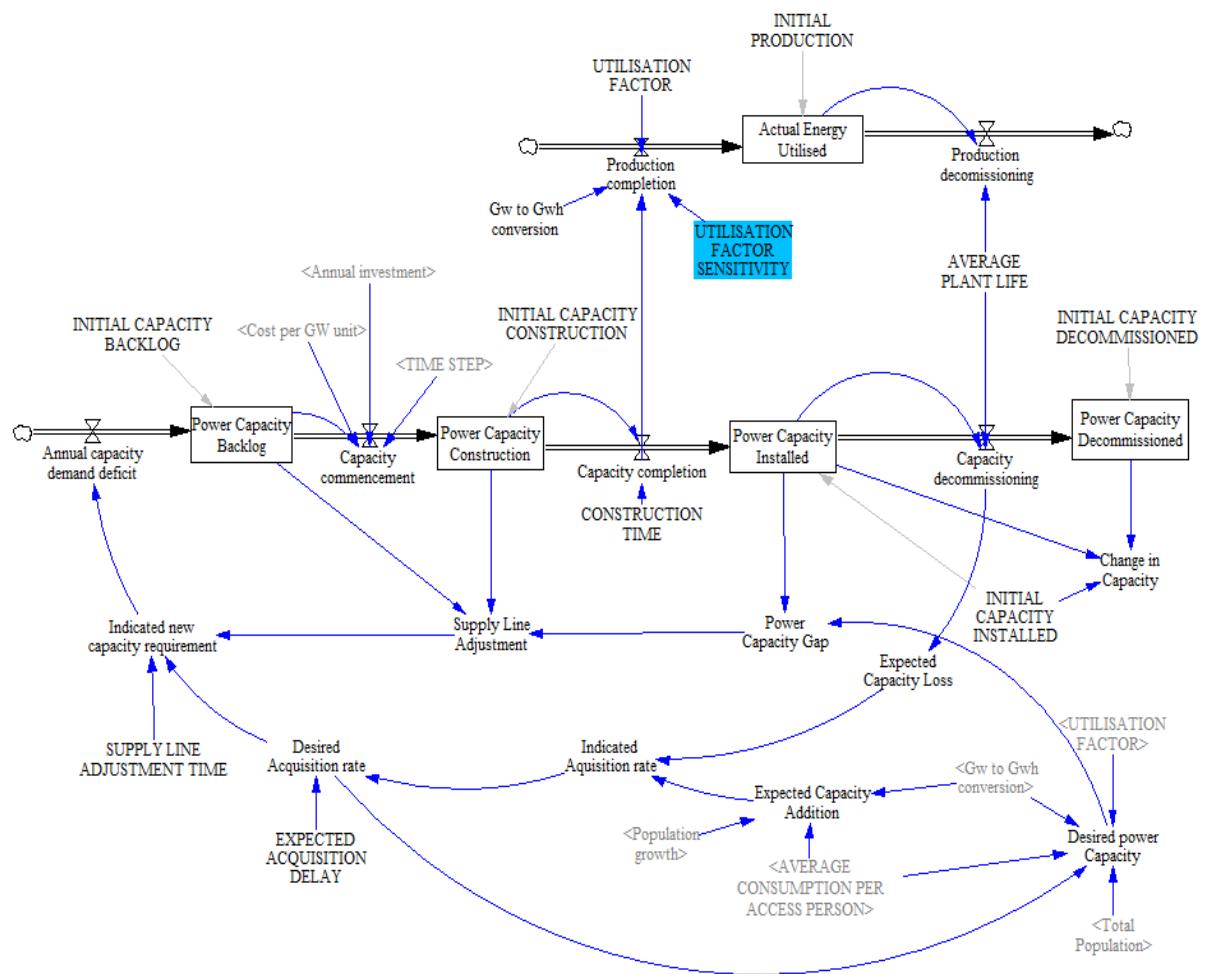 INITIAL
PRODUCTION
UTILISATION
FACTOR
Actual Energy
Utilised
Production
completion
Production
decomissioning
Gw to Gwh
conversion
UTILISATION
FACTOR
SENSITIVITY
AVERAGE
PLANT LIFE
<Annual investment>
INITIAL CAPACITY
BACKLOG
<Cost per GW unit>
INITIAL CAPACITY
CONSTRUCTION
<TIME STEP>
INITIAL CAPACITY
DECOMMISSIONED
Power Capacity
Backlog
Power Capacity
Construction
Power Capacity
Installed
Power Capacity
Decommissioned
Annual capacity
demand deficit
Capacity
commencement
Capacity completion
Capacity
decommissioning
CONSTRUCTION
TIME
Change in
Capacity
INITIAL
CAPACITY
INSTALLED
Indicated new
capacity requirement
Supply Line
Adjustment
Power
Capacity Gap
Expected
Capacity Loss
SUPPLY LINE
ADJUSTMENT TIME
Desired
Acquisition rate
Indicated
Aquisition rate
<UTILISATION
FACTOR>
<Gw to Gwh
conversion>
Expected Capacity
Addition
EXPECTED
ACQUISITION
DELAY
<Population
growth>
<AVERAGE
CONSUMPTION PER
ACCESS PERSON>
Desired power
Capacity
<Total
Population>